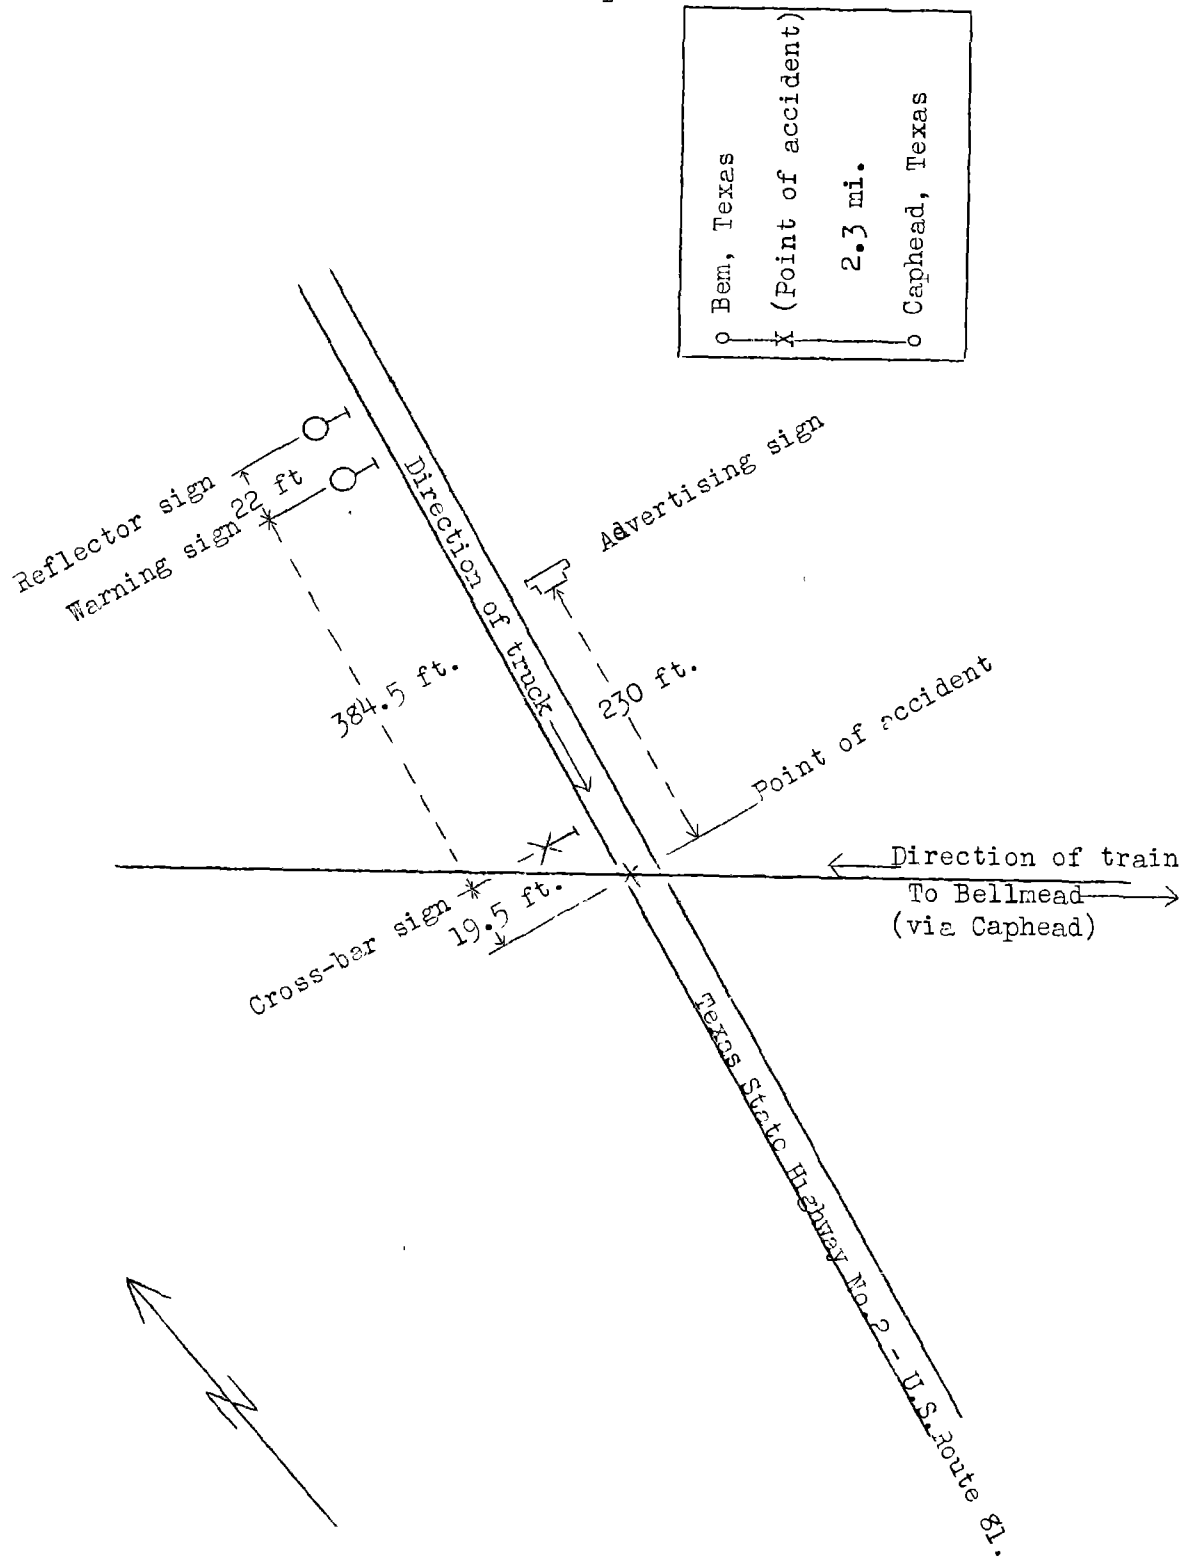 Bem, Texas
X (Point of accident)
2.3 mi.
Caphead, Texas
Reflector sign
22 ft
Warning sign
Direction of truck
Advertising sign
384.5 ft.
230 ft.
Point of accident
Direction of train
To Bellmead
(via Caphead)
Cross-bar sign
19.5 ft.
Texas State Highway No.2 - U.S.Route 81.
N